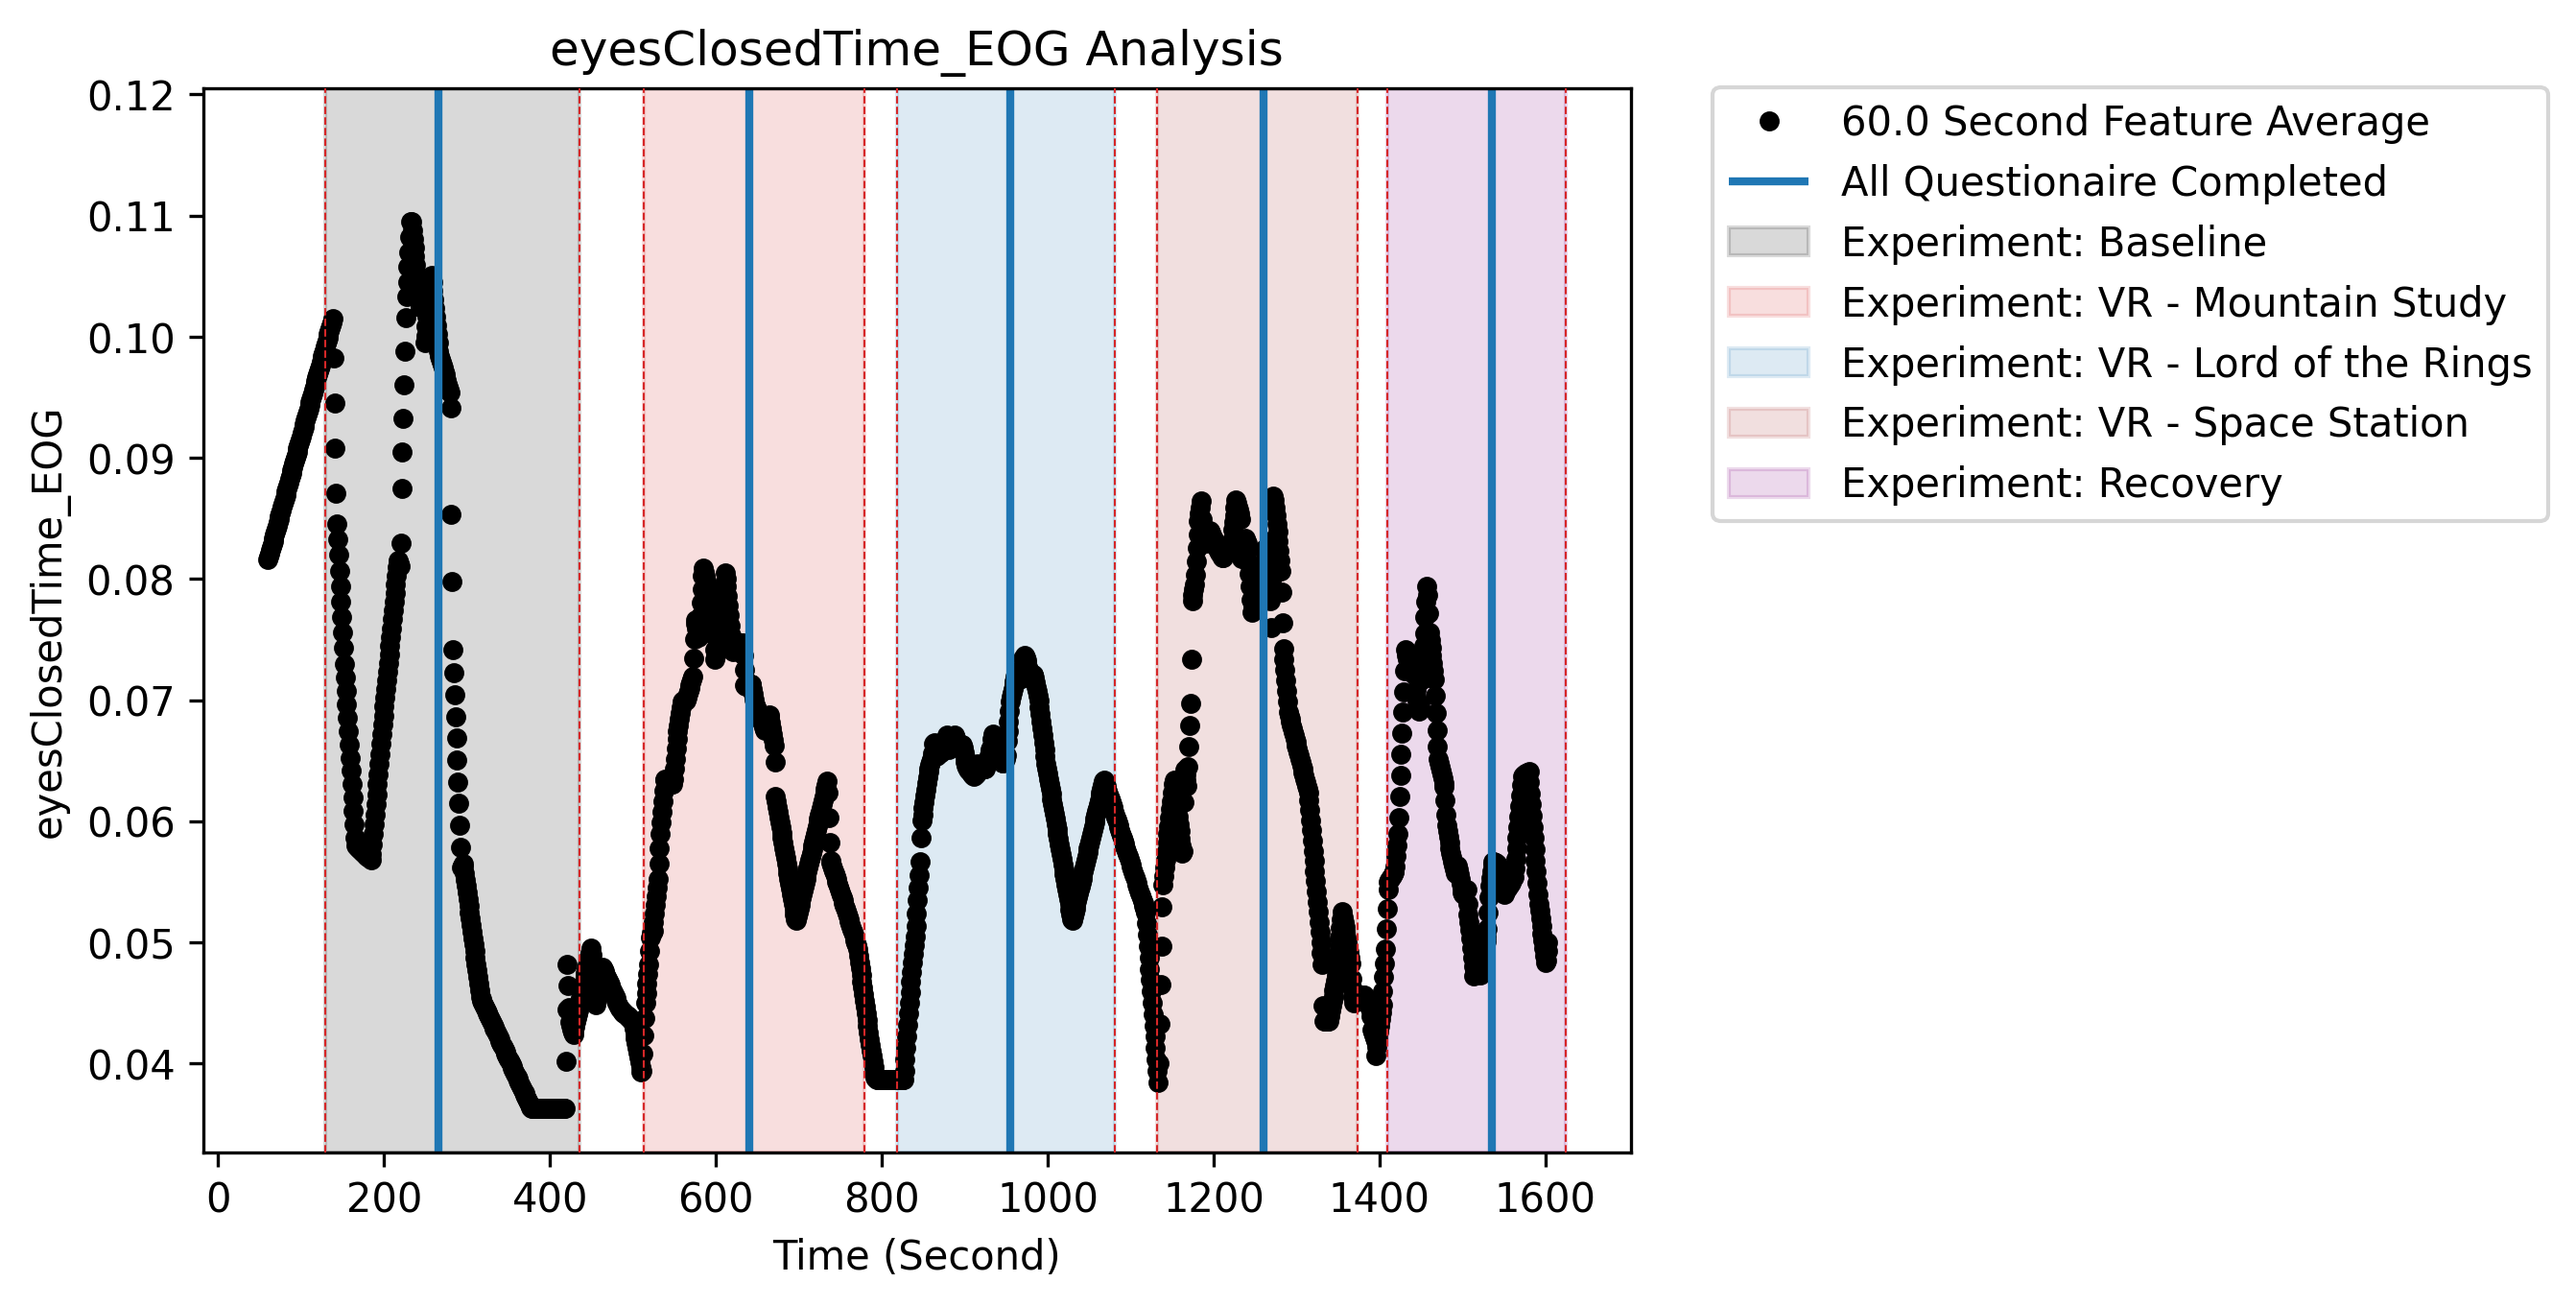 eyesClosedTime_EOG Analysis
0.12
0.11
0.10
0.09
0.08
0.07
0.06
0.05
0.04
eyesClosedTime_EOG
0 200 400 600 800 1000 1200 1400 1600
Time (Second)
60.0 Second Feature Average
All Questionaire Completed
Experiment: Baseline
Experiment: VR - Mountain Study
Experiment: VR - Lord of the Rings
Experiment: VR - Space Station
Experiment: Recovery